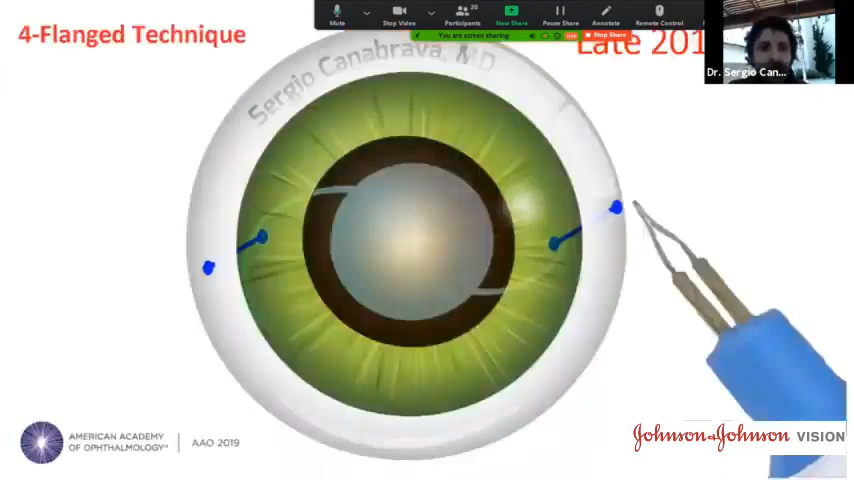 Mute
Stop Video
Participants
20
New Share
Pause Share
Annotate
Remote Control
You are screen sharing
Stop Share
4-Flanged Technique
Late 201
Dr. Sergio Can...
Sergio Canabrava, MD
AMERICAN ACADEMY
OF OPHTHALMOLOGY
AAO 2019
Johnson & Johnson VISION